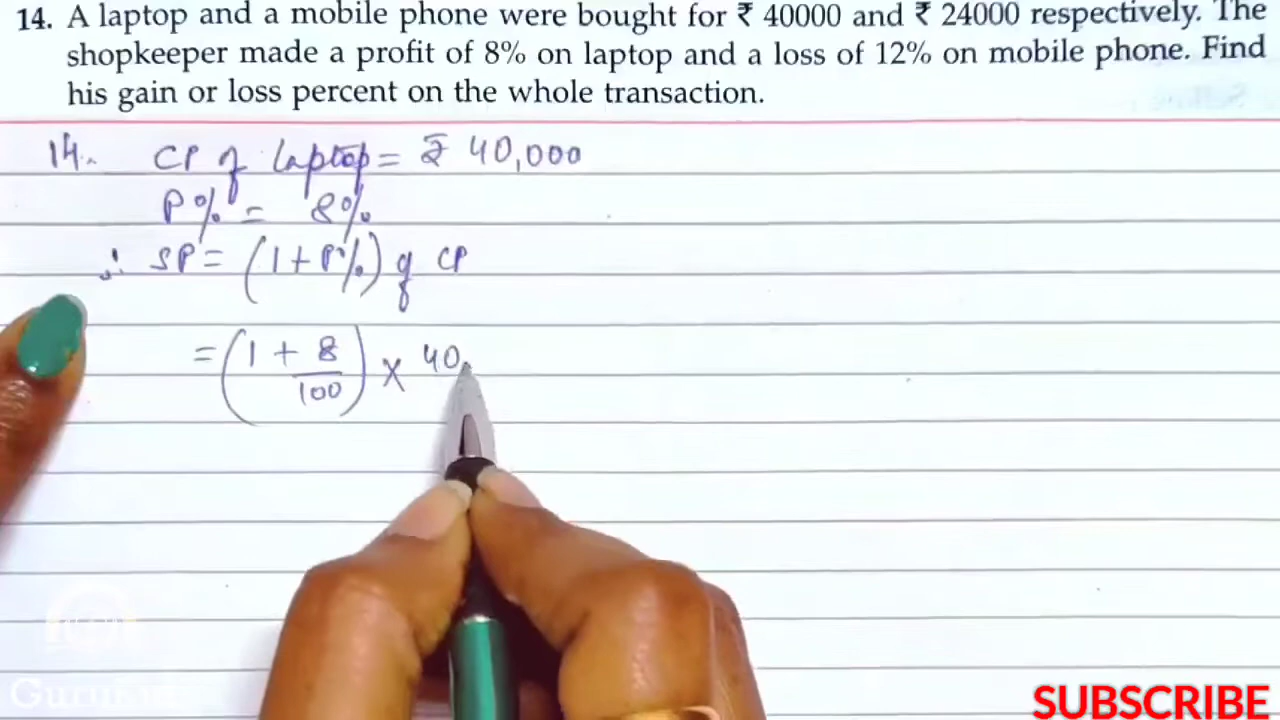 14. A laptop and a mobile phone were bought for ₹ 40000 and ₹ 24000 respectively. The
shopkeeper made a profit of 8% on laptop and a loss of 12% on mobile phone. Find
his gain or loss percent on the whole transaction.
14. CP of laptop = ₹ 40,000
P% = 8%
∴ SP = (1 + P%) of CP
= (1 + 8/100) × 40,
SUBSCRIBE